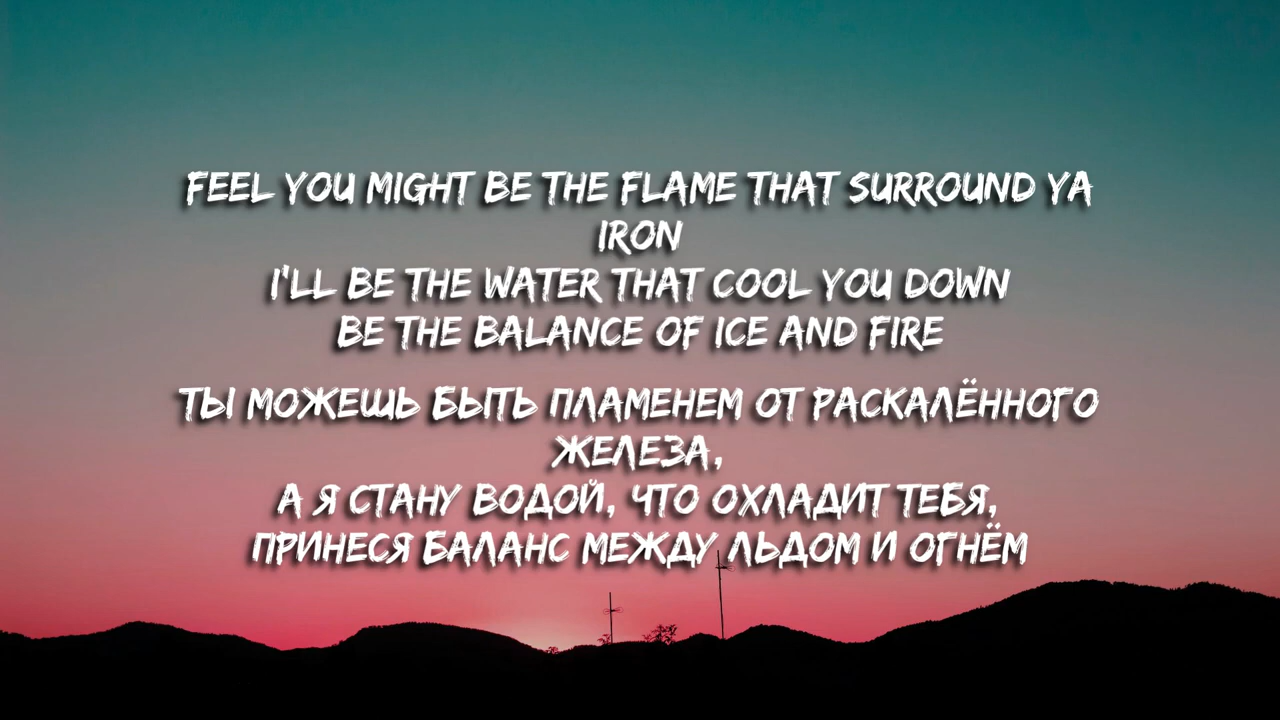 FEEL YOU MIGHT BE THE FLAME THAT SURROUND YA
IRON
I'LL BE THE WATER THAT COOL YOU DOWN
BE THE BALANCE OF ICE AND FIRE
ТЫ МОЖЕШЬ БЫТЬ ПЛАМЕНЕМ ОТ РАСКАЛЁННОГО
ЖЕЛЕЗА,
А Я СТАНУ ВОДОЙ, ЧТО ОХЛАДИТ ТЕБЯ,
ПРИНЕСЯ БАЛАНС МЕЖДУ ЛЬДОМ И ОГНЁМ